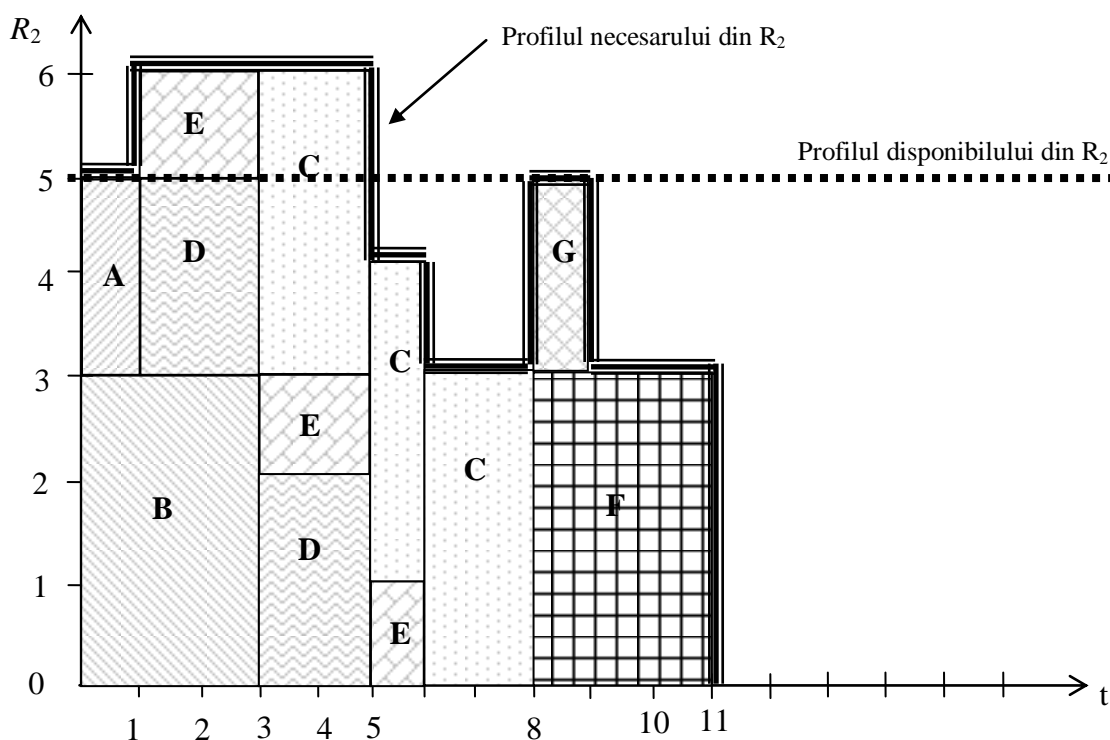 R₂
Profilul necesarului din R₂
6
E
C
Profilul disponibilului din R₂
5
D
G
A
4
C
3
E
C
2
B
F
D
1
E
0
t
1 2 3 4 5 8 10 11